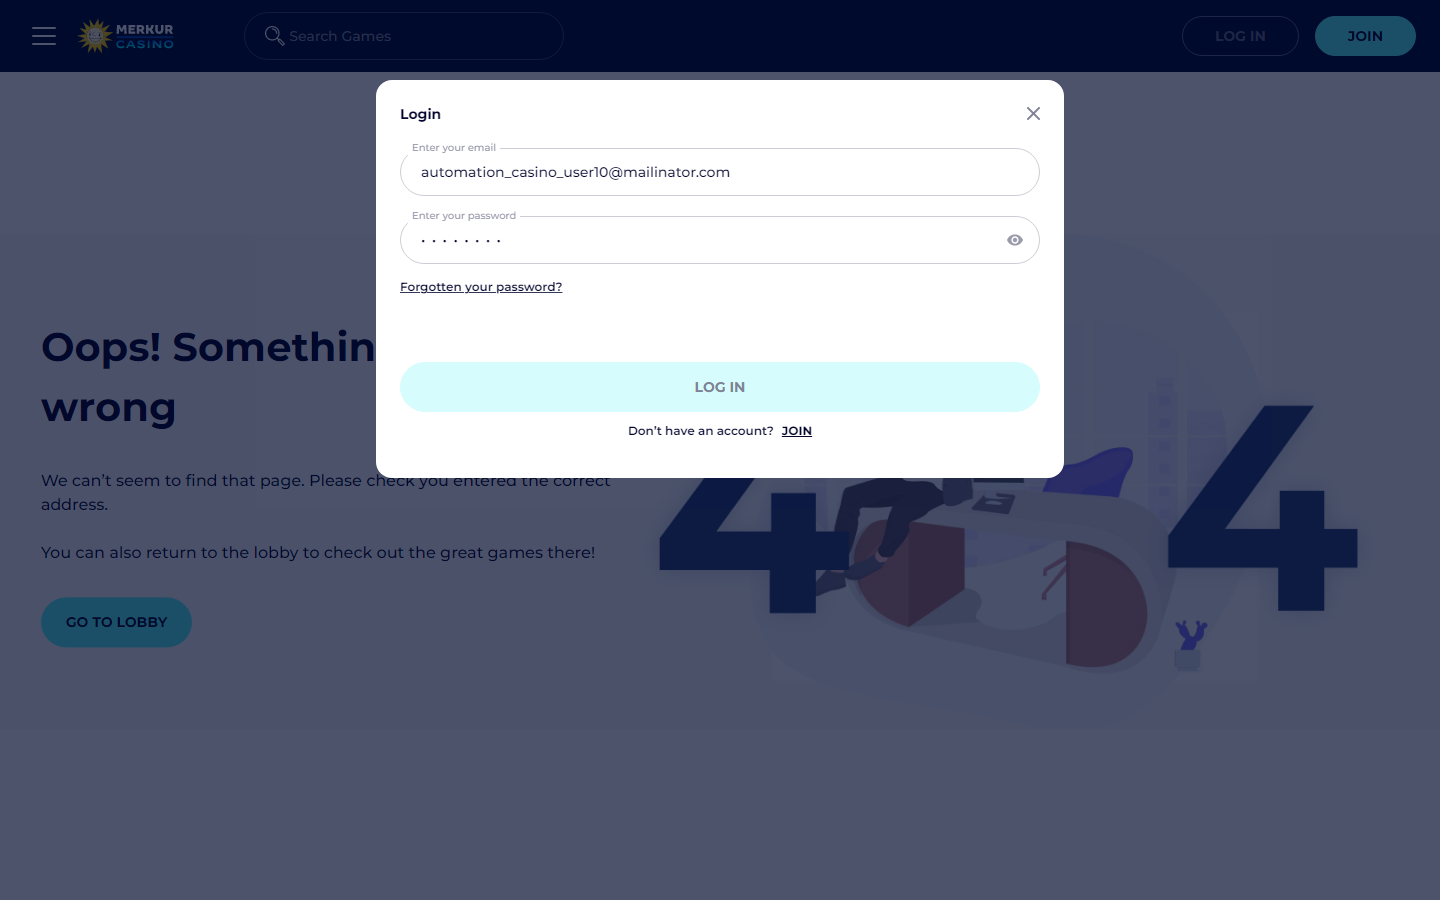 MERKUR
CASINO
Search Games
LOG IN
JOIN
Login
Enter your email
automation_casino_user10@mailinator.com
Enter your password
Forgotten your password?
LOG IN
Don't have an account? JOIN
Oops! Somethin
wrong
We can't seem to find that page. Please check you entered the correct
address.
You can also return to the lobby to check out the great games there!
GO TO LOBBY
4 4